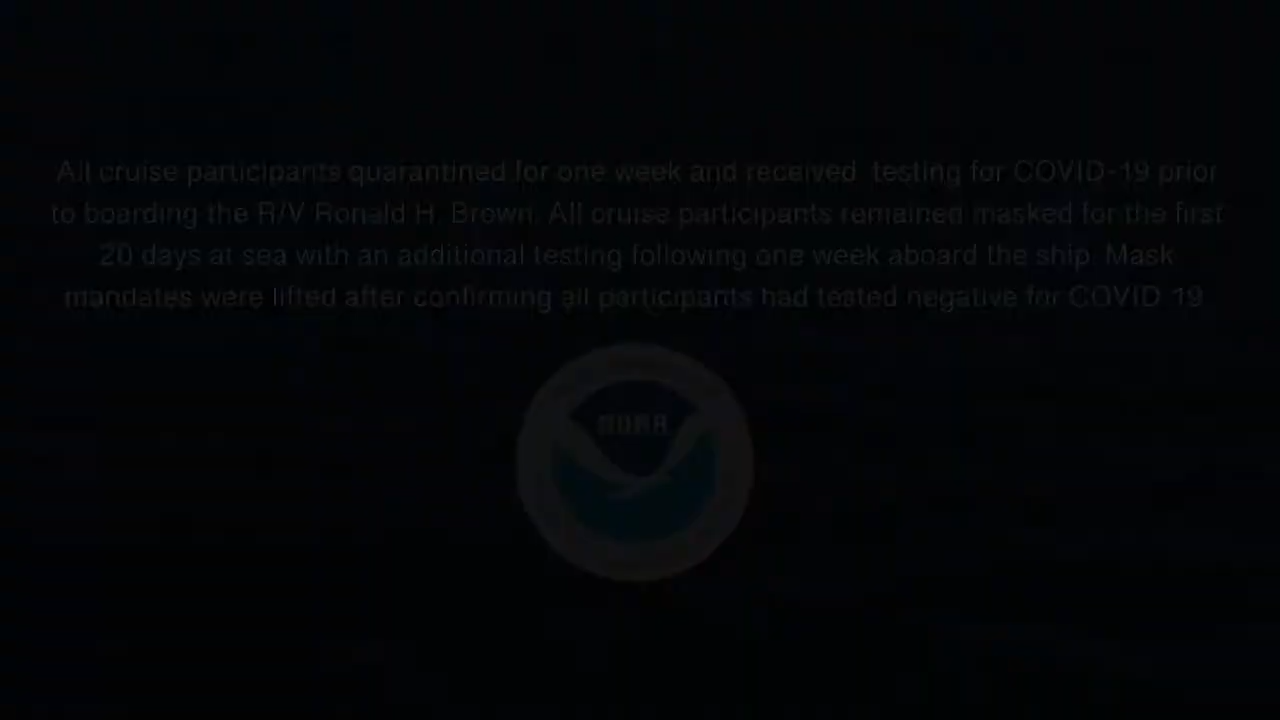 All cruise participants quarantined for one week and received testing for COVID-19 prior
to boarding the R/V Ronald H. Brown. All cruise participants remained masked for the first
20 days at sea with an additional testing following one week aboard the ship. Mask
mandates were lifted after confirming all participants had tested negative for COVID 19
NOAA